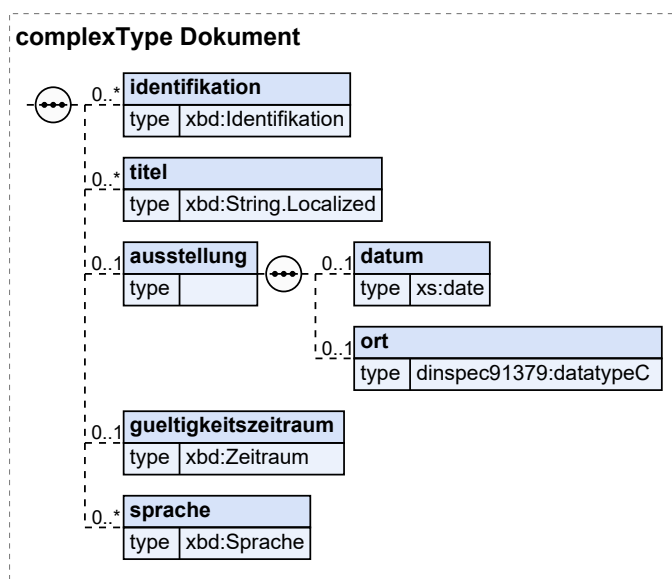 complexType Dokument
0..* identifikation
type xbd:Identifikation
0..* titel
type xbd:String.Localized
0..1 ausstellung 0..1 datum
type type xs:date
0..1 ort
type dinspec91379:datatypeC
0..1 gueltigkeitszeitraum
type xbd:Zeitraum
0..* sprache
type xbd:Sprache